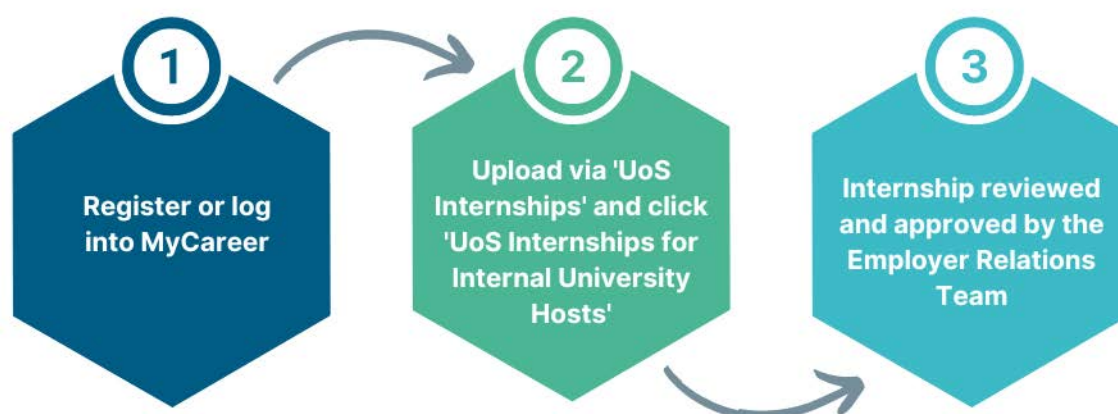 1
Register or log
into MyCareer
2
Upload via 'UoS
Internships' and click
'UoS Internships for
Internal University
Hosts'
3
Internship reviewed
and approved by the
Employer Relations
Team